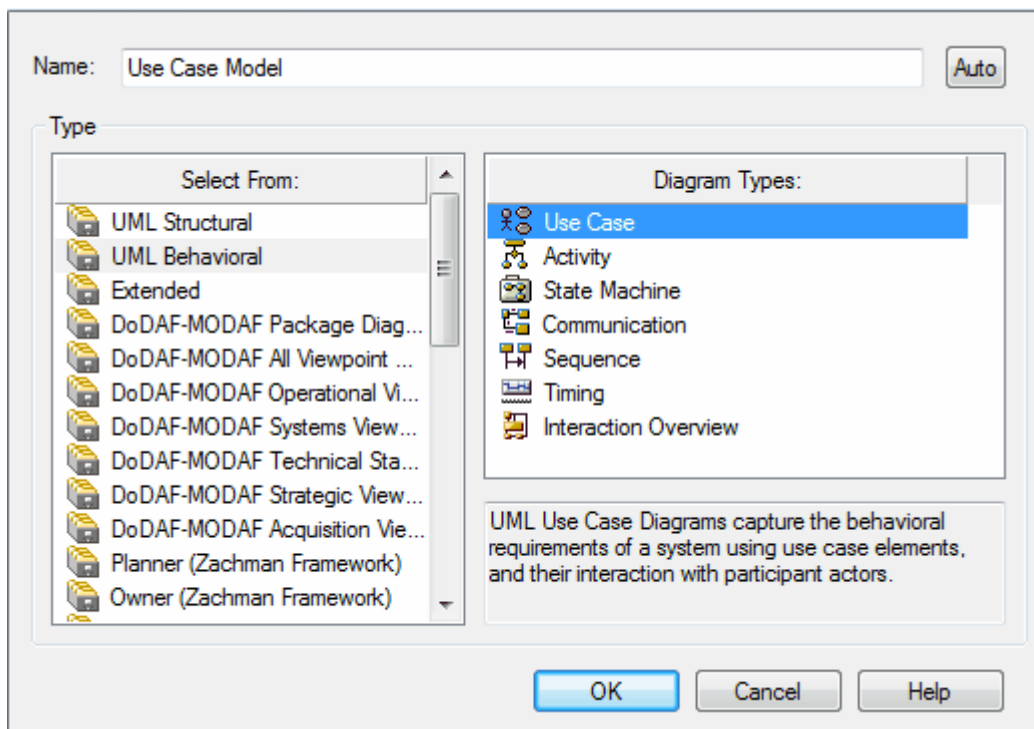 Name: Use Case Model Auto
Type
Select From:
UML Structural
UML Behavioral
Extended
DoDAF-MODAF Package Diag...
DoDAF-MODAF All Viewpoint ...
DoDAF-MODAF Operational Vi...
DoDAF-MODAF Systems View...
DoDAF-MODAF Technical Sta...
DoDAF-MODAF Strategic View...
DoDAF-MODAF Acquisition Vie...
Planner (Zachman Framework)
Owner (Zachman Framework)
Diagram Types:
Use Case
Activity
State Machine
Communication
Sequence
Timing
Interaction Overview
UML Use Case Diagrams capture the behavioral
requirements of a system using use case elements,
and their interaction with participant actors.
OK Cancel Help